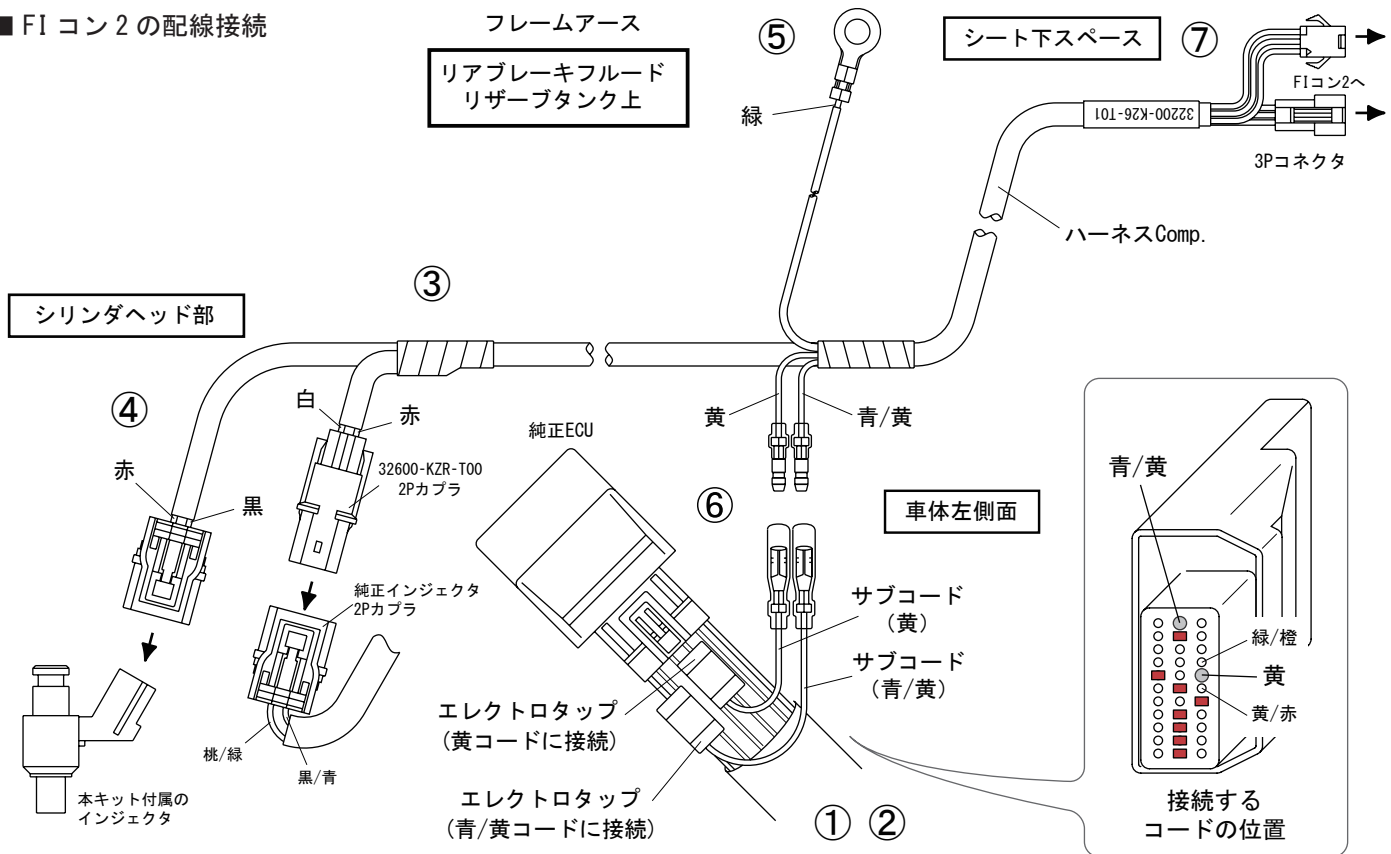 ■ FI コン 2 の配線接続
フレームアース
リアブレーキフルード
リザーブタンク上
⑤
緑
シート下スペース
⑦
FIコン2へ
3Pコネクタ
32200-K26-T01
ハーネスComp.
③
シリンダヘッド部
④
白
赤
32600-KZR-T00
2Pカプラ
赤
黒
純正インジェクタ
2Pカプラ
桃/緑
黒/青
本キット付属の
インジェクタ
純正ECU
黄
青/黄
⑥
車体左側面
サブコード
(黄)
サブコード
(青/黄)
エレクトロタップ
(黄コードに接続)
エレクトロタップ
(青/黄コードに接続)
① ②
青/黄
緑/橙
黄
黄/赤
接続する
コードの位置